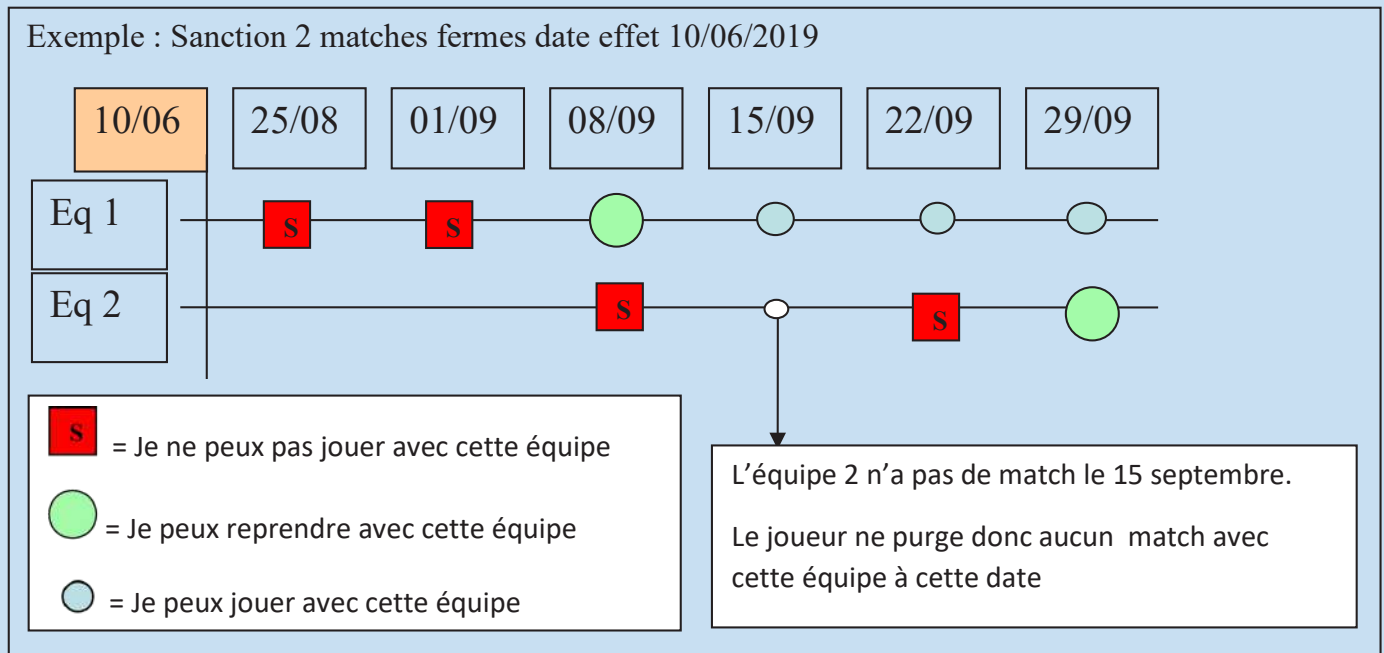 Exemple : Sanction 2 matches fermes date effet 10/06/2019
10/06 25/08 01/09 08/09 15/09 22/09 29/09
Eq 1 S S
Eq 2 S S
S = Je ne peux pas jouer avec cette équipe
= Je peux reprendre avec cette équipe
= Je peux jouer avec cette équipe
L’équipe 2 n’a pas de match le 15 septembre.
Le joueur ne purge donc aucun match avec
cette équipe à cette date